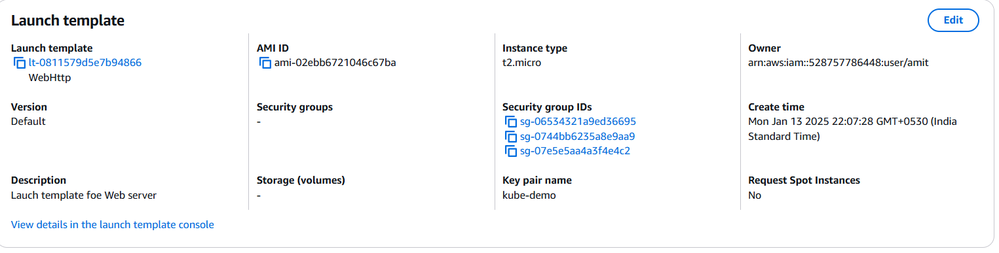 Launch template
Edit
Launch template
lt-0811579d5e7b94866
WebHttp
AMI ID
ami-02ebb6721046c67ba
Instance type
t2.micro
Owner
arn:aws:iam::528757786448:user/amit
Version
Default
Security groups
-
Security group IDs
sg-06534321a9ed36695
sg-0744bb6235a8e9aa9
sg-07e5e5aa4a3f4e4c2
Create time
Mon Jan 13 2025 22:07:28 GMT+0530 (India
Standard Time)
Description
Lauch template foe Web server
Storage (volumes)
-
Key pair name
kube-demo
Request Spot Instances
No
View details in the launch template console